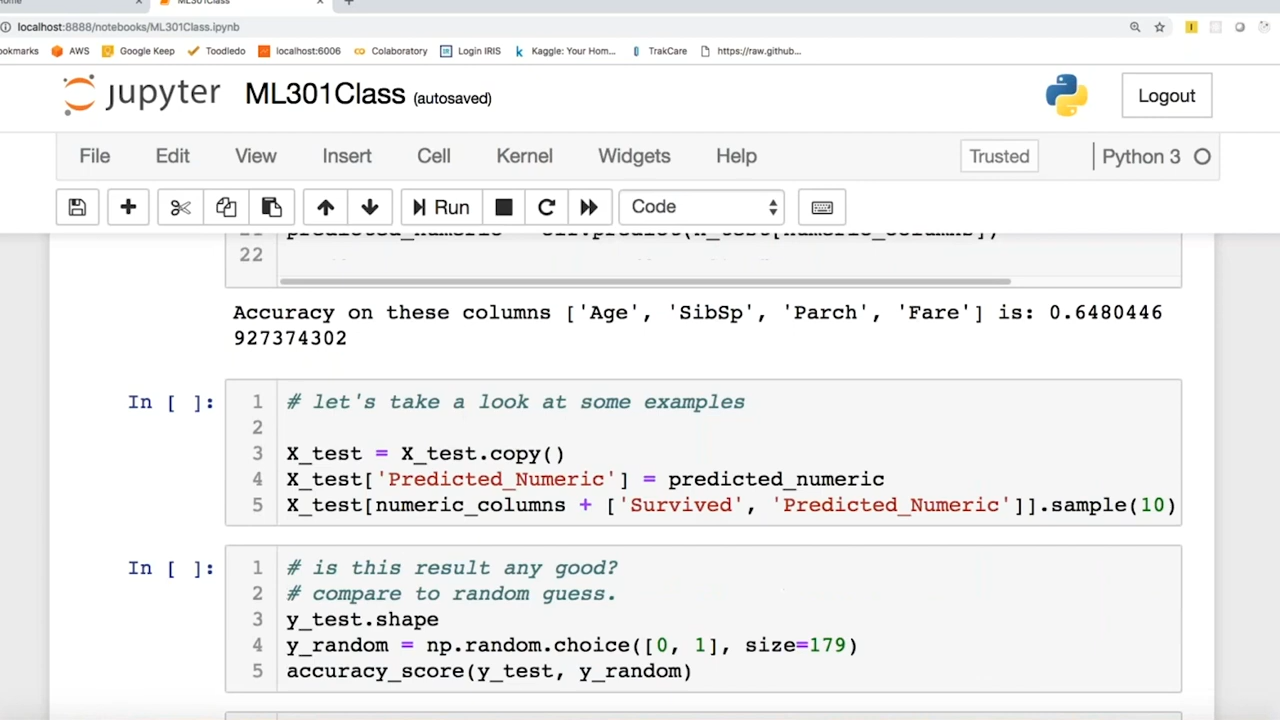 Home
ML301Class
localhost:8888/notebooks/ML301Class.ipynb
ookmarks AWS Google Keep Toodledo localhost:6006 Colaboratory Login IRIS Kaggle: Your Hom... TrakCare https://raw.github...
jupyter ML301Class (autosaved) Logout
File Edit View Insert Cell Kernel Widgets Help Trusted Python 3
Run Code
22
Accuracy on these columns ['Age', 'SibSp', 'Parch', 'Fare'] is: 0.6480446
927374302
In [ ]: 1 # let's take a look at some examples
2
3 X_test = X_test.copy()
4 X_test['Predicted_Numeric'] = predicted_numeric
5 X_test[numeric_columns + ['Survived', 'Predicted_Numeric']].sample(10)
In [ ]: 1 # is this result any good?
2 # compare to random guess.
3 y_test.shape
4 y_random = np.random.choice([0, 1], size=179)
5 accuracy_score(y_test, y_random)